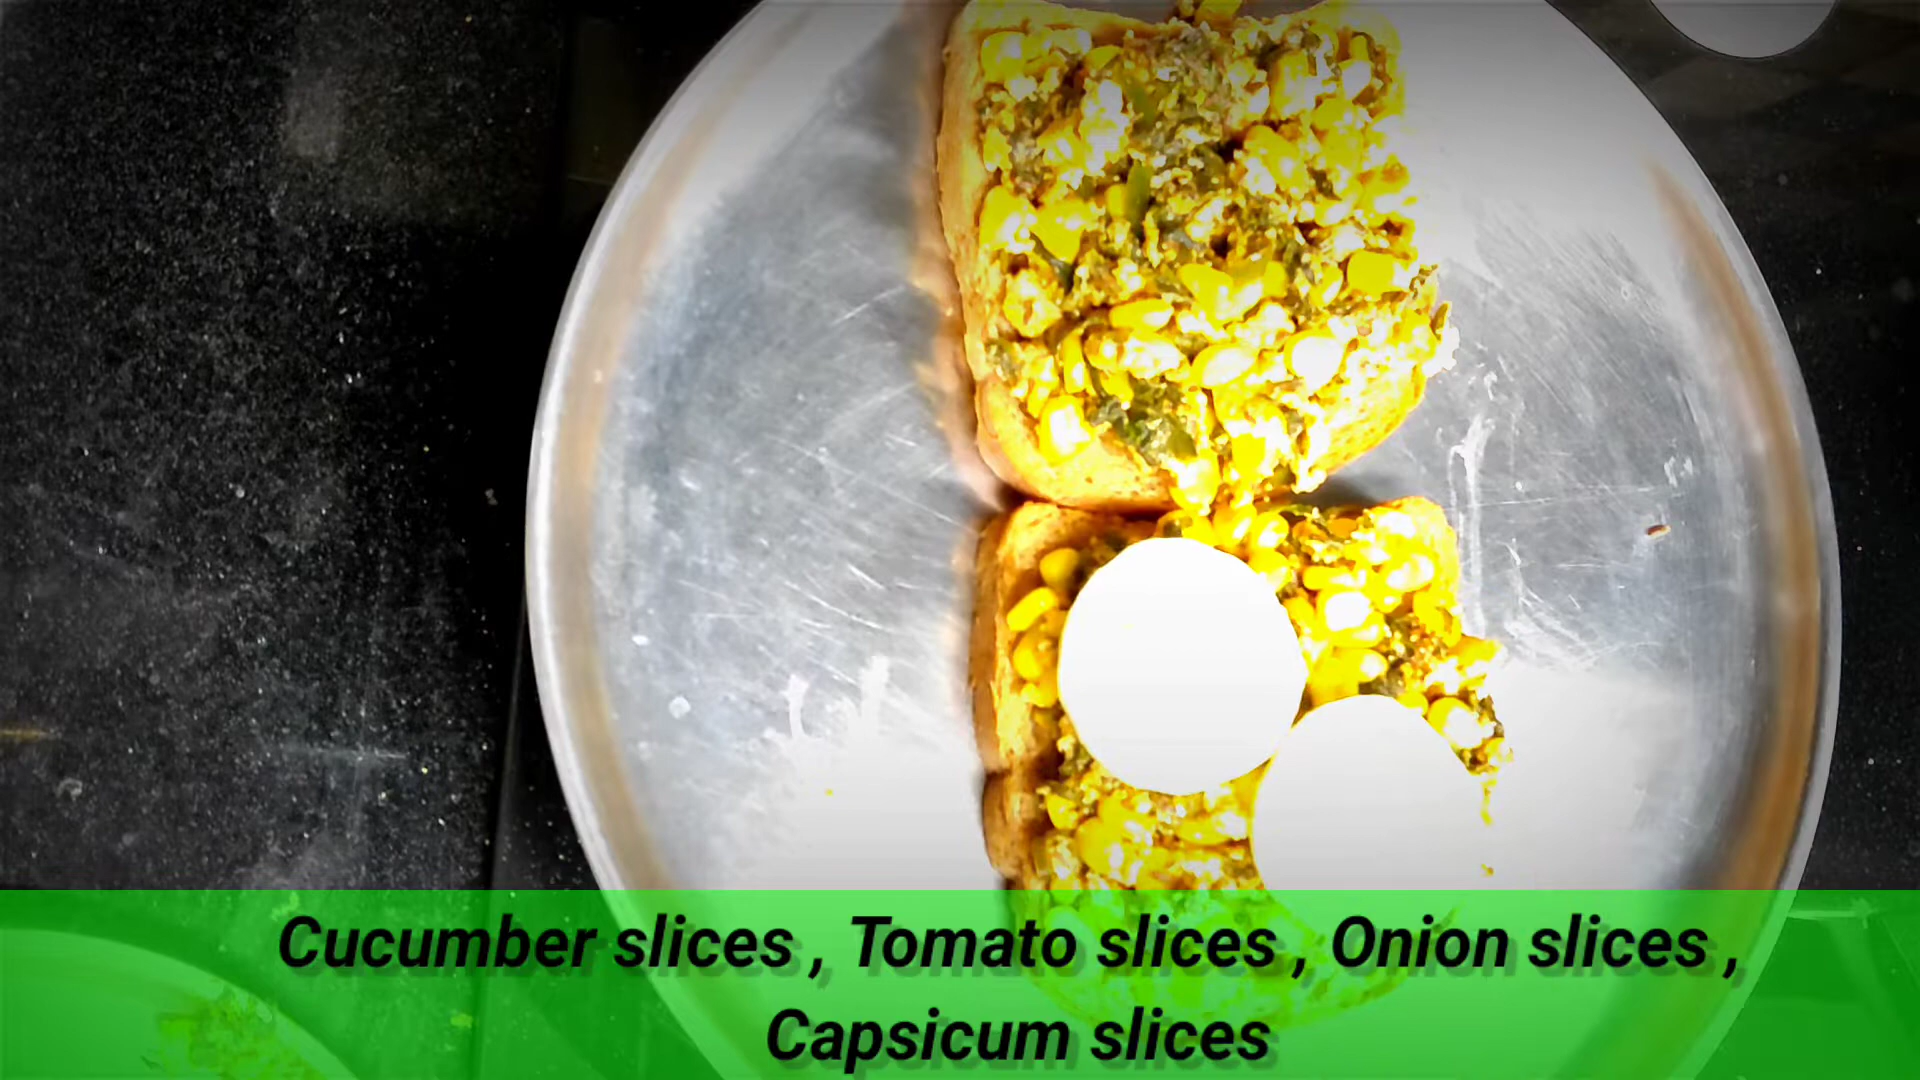 Cucumber slices , Tomato slices , Onion slices ,
Capsicum slices